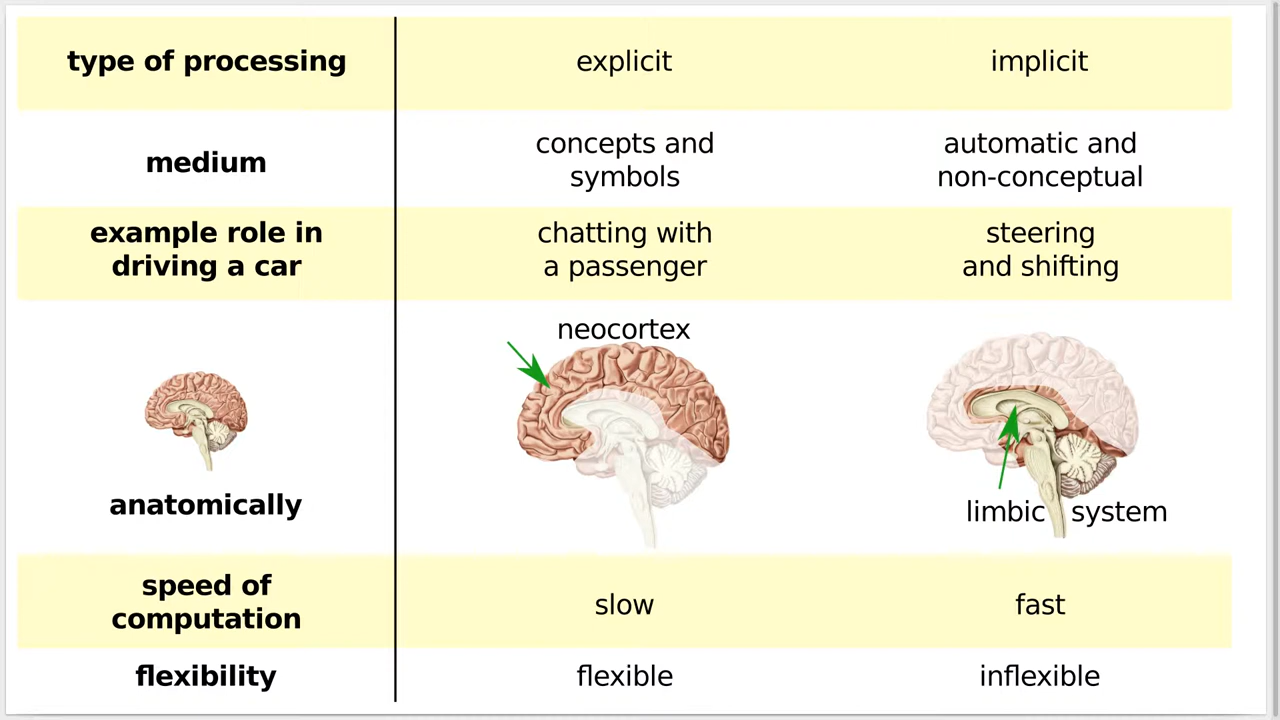 type of processing explicit implicit
medium concepts and symbols automatic and non-conceptual
example role in driving a car chatting with a passenger steering and shifting
neocortex
anatomically limbic system
speed of computation slow fast
flexibility flexible inflexible